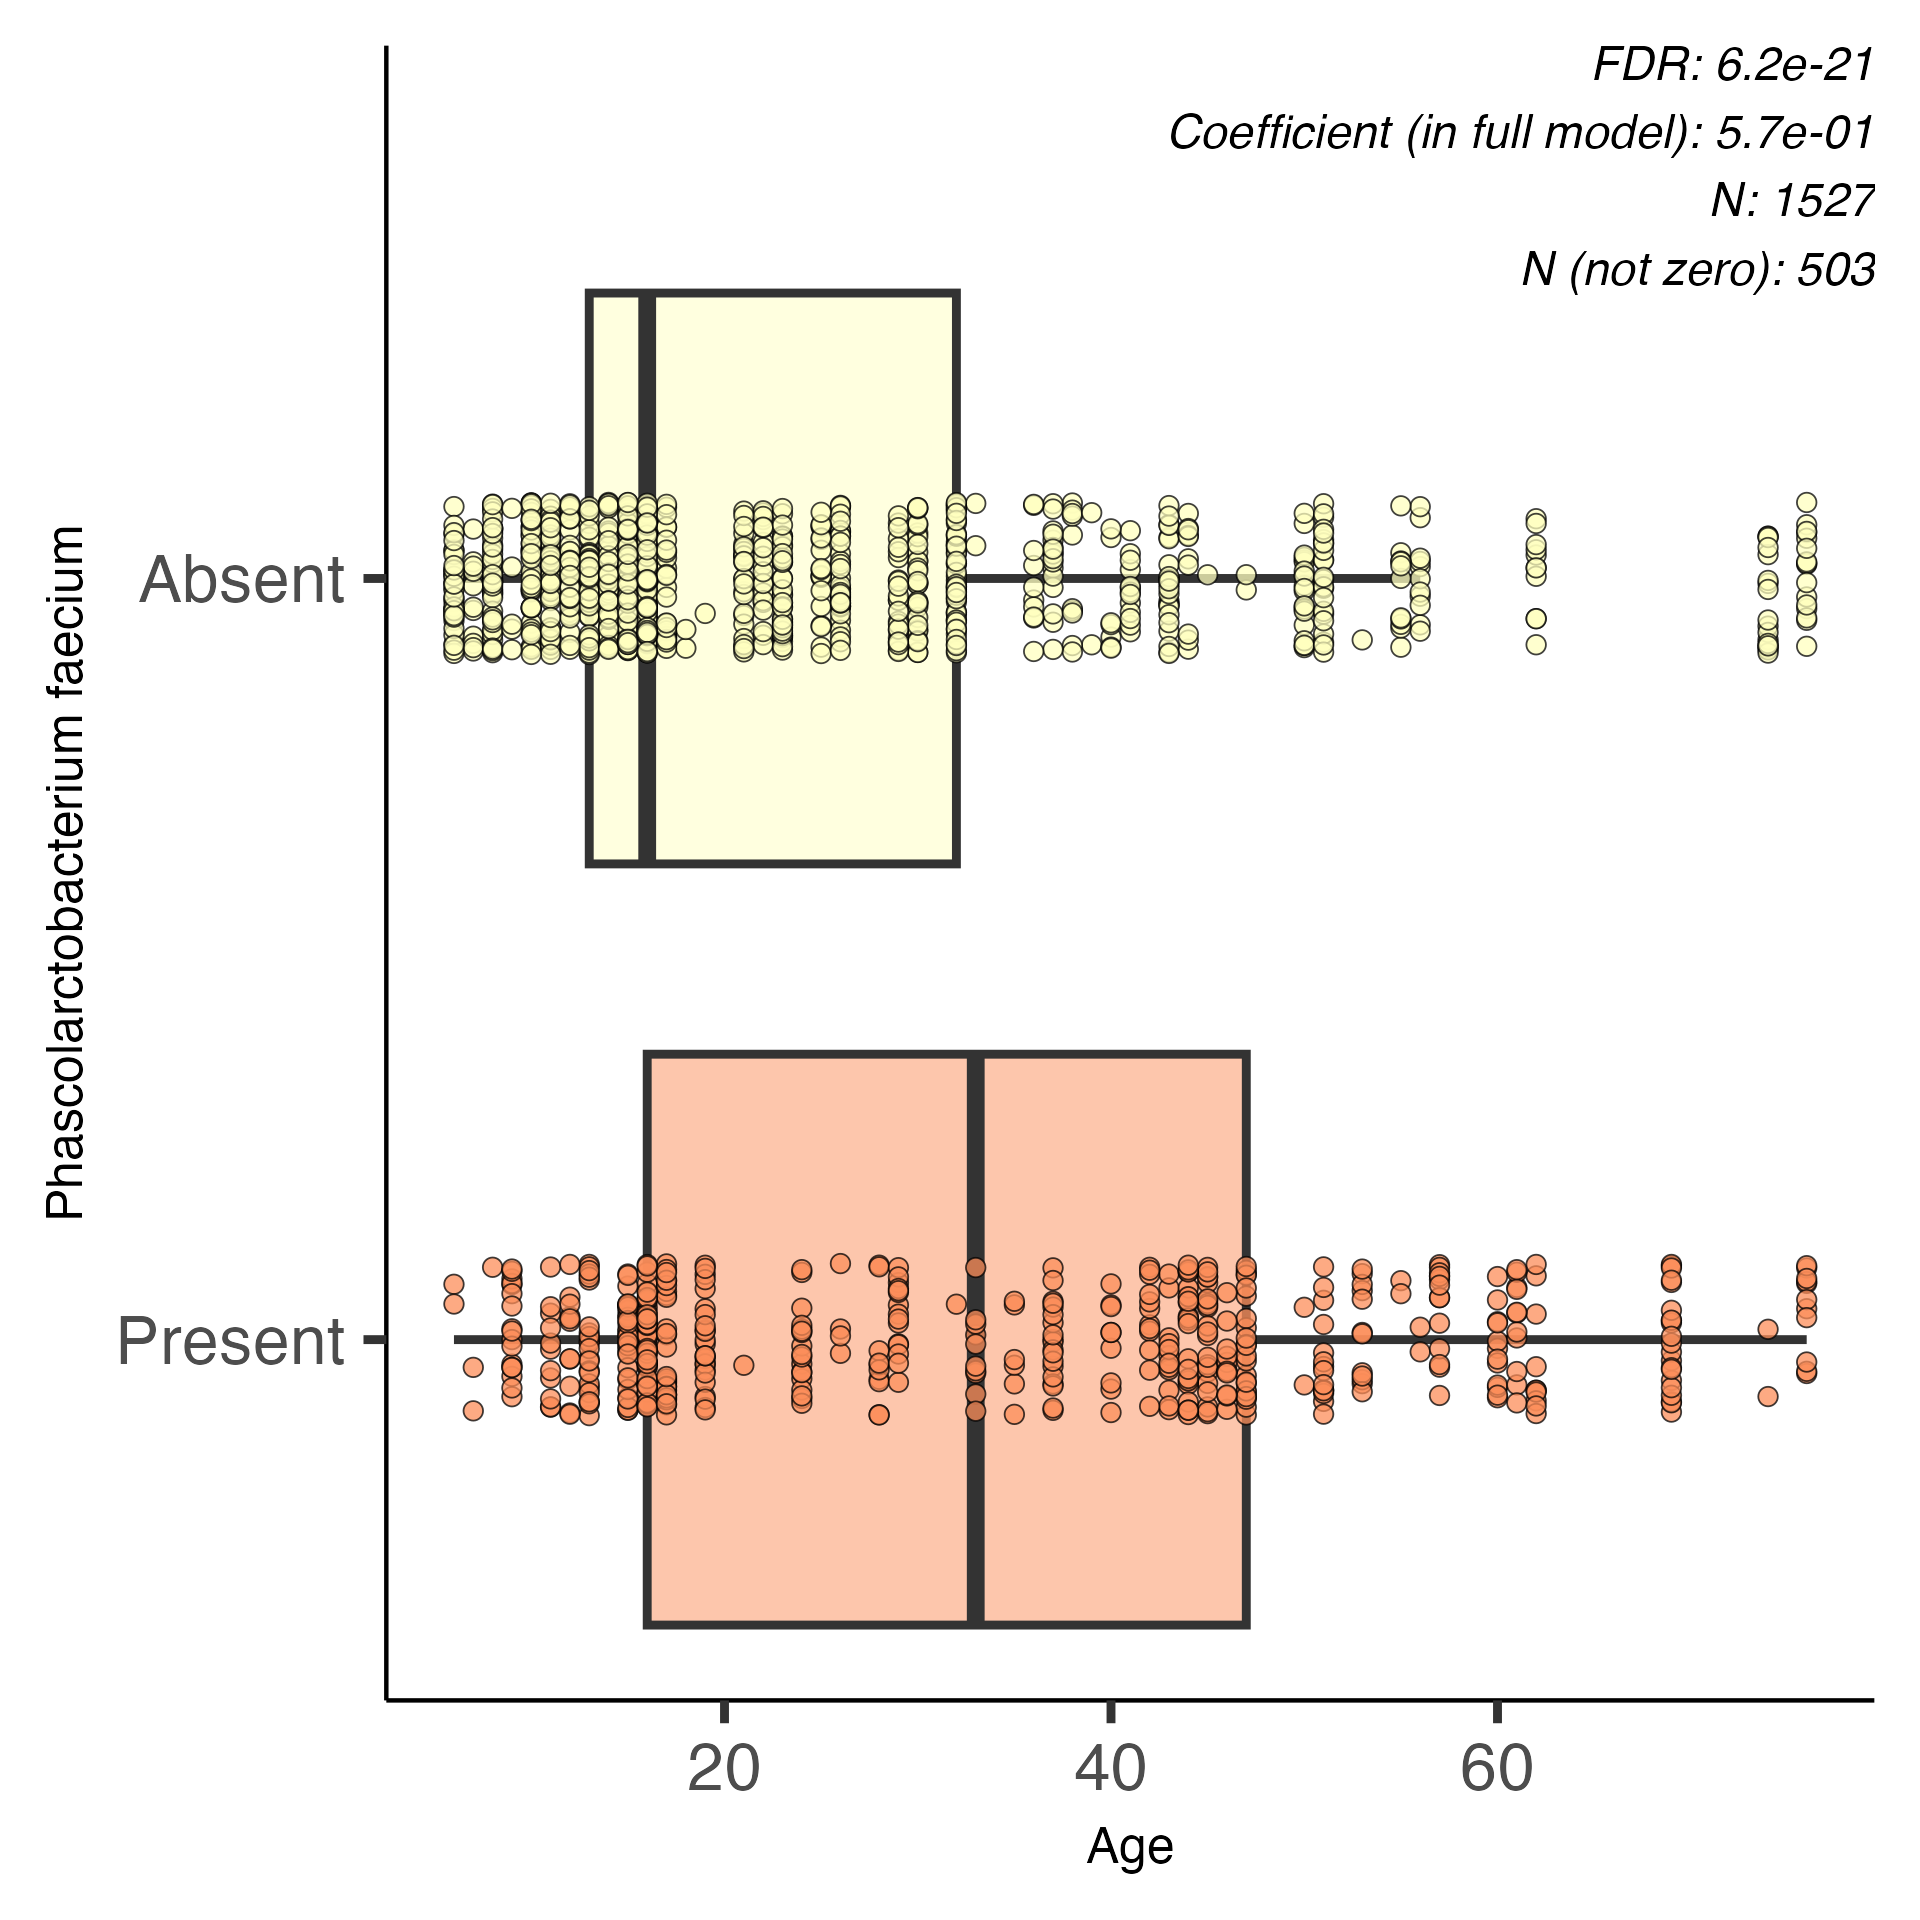 FDR: 6.2e-21
Coefficient (in full model): 5.7e-01
N: 1527
N (not zero): 503
Phascolarctobacterium faecium
Absent
Present
20 40 60
Age